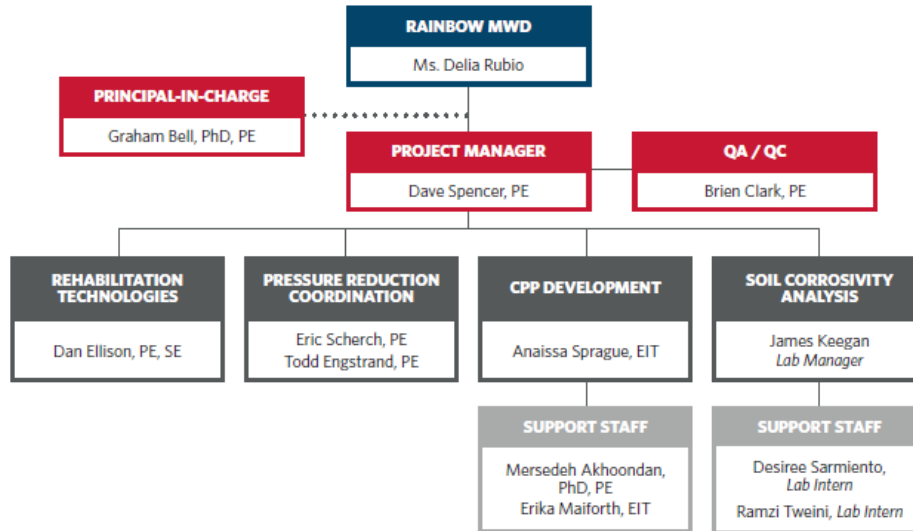 RAINBOW MWD
Ms. Delia Rubio
PRINCIPAL-IN-CHARGE
Graham Bell, PhD, PE
PROJECT MANAGER
Dave Spencer, PE
QA / QC
Brien Clark, PE
REHABILITATION
TECHNOLOGIES
Dan Ellison, PE, SE
PRESSURE REDUCTION
COORDINATION
Eric Scherch, PE
Todd Engstrand, PE
CPP DEVELOPMENT
Anaissa Sprague, EIT
SOIL CORROSIVITY
ANALYSIS
James Keegan
Lab Manager
SUPPORT STAFF
Mersedeh Akhoondan,
PhD, PE
Erika Maiforth, EIT
SUPPORT STAFF
Desiree Sarmiento,
Lab Intern
Ramzi Tweini, Lab Intern